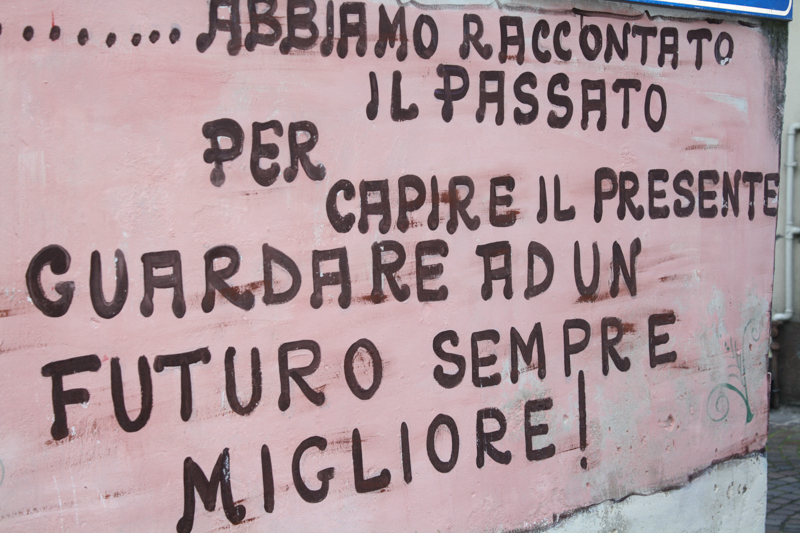 .........ABBIAMO RACCONTATO
IL PASSATO
PER
CAPIRE IL PRESENTE
GUARDARE AD UN
FUTURO SEMPRE
MIGLIORE!